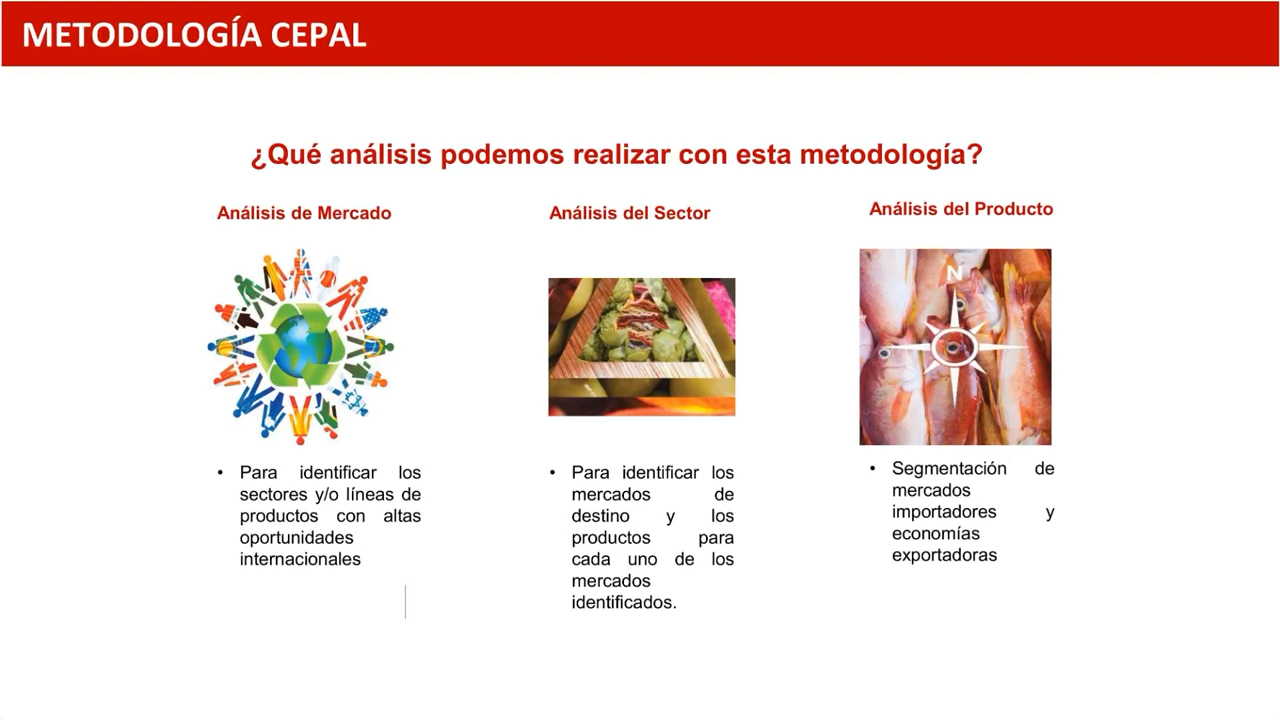 METODOLOGÍA CEPAL
¿Qué análisis podemos realizar con esta metodología?
Análisis de Mercado
• Para identificar los
sectores y/o líneas de
productos con altas
oportunidades
internacionales
Análisis del Sector
• Para identificar los
mercados de
destino y los
productos para
cada uno de los
mercados
identificados.
Análisis del Producto
N
• Segmentación de
mercados
importadores y
economías
exportadoras